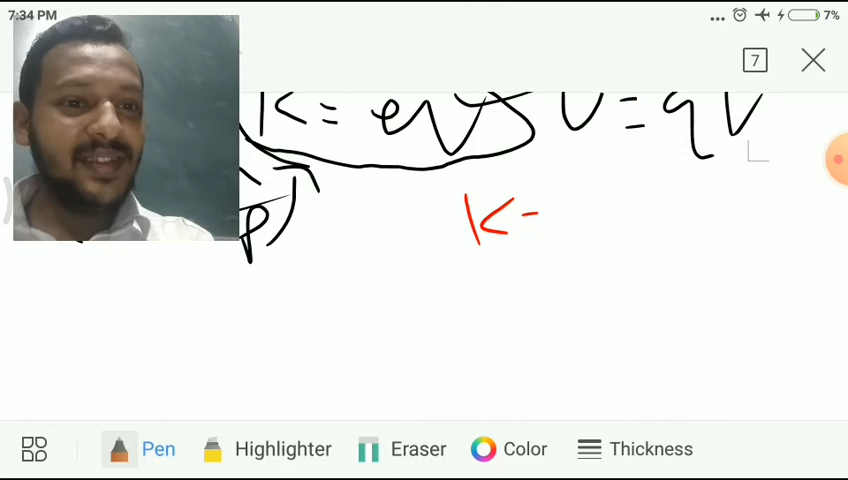 7:34 PM
7%
7
K = eV U = qV
p)
K -
Pen Highlighter Eraser Color Thickness